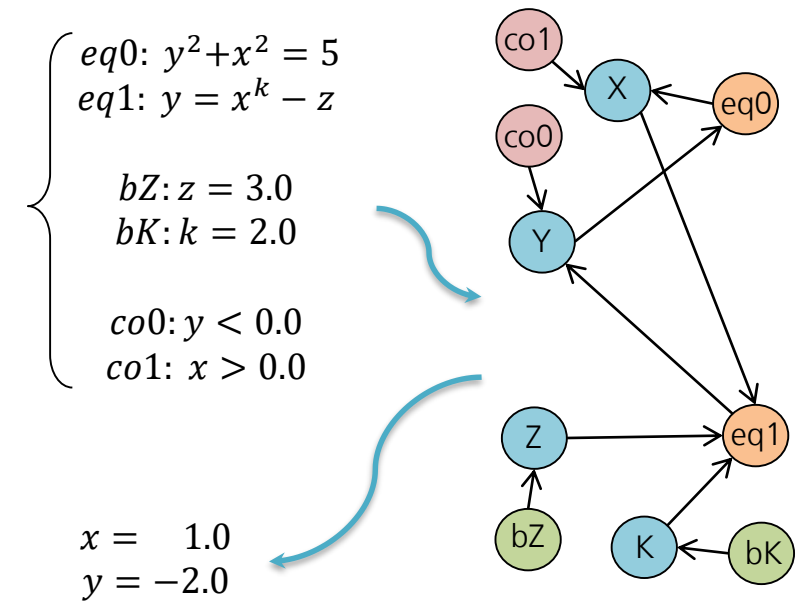 eq0: y²+x² = 5
eq1: y = xᵏ − z
bZ: z = 3.0
bK: k = 2.0
co0: y < 0.0
co1: x > 0.0
x = 1.0
y = −2.0
co1
X
eq0
co0
Y
Z
eq1
bZ
K
bK